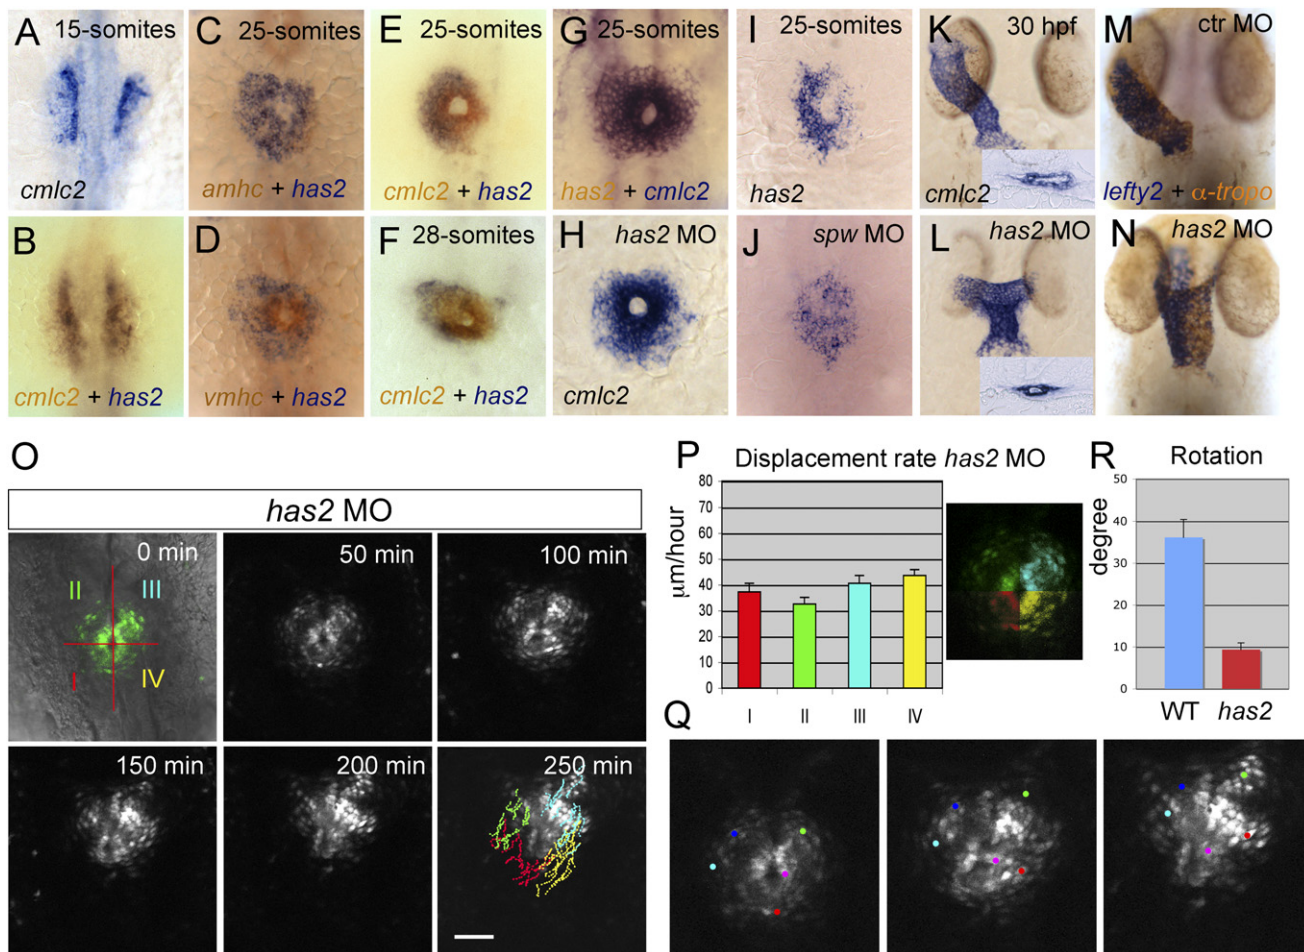 A 15-somites
cmlc2
B
cmlc2 + has2
C 25-somites
amhc + has2
D
vmhc + has2
E 25-somites
cmlc2 + has2
F 28-somites
cmlc2 + has2
G 25-somites
has2 + cmlc2
H has2 MO
cmlc2
I 25-somites
has2
J spw MO
K 30 hpf
cmlc2
L has2 MO
M ctr MO
lefty2 + α-tropo
N has2 MO
O
has2 MO
0 min
II III
I IV
50 min
100 min
150 min
200 min
250 min
P Displacement rate has2 MO
µm/hour
80
70
60
50
40
30
20
10
0
I II III IV
Q
R Rotation
degree
50
40
30
20
10
0
WT has2